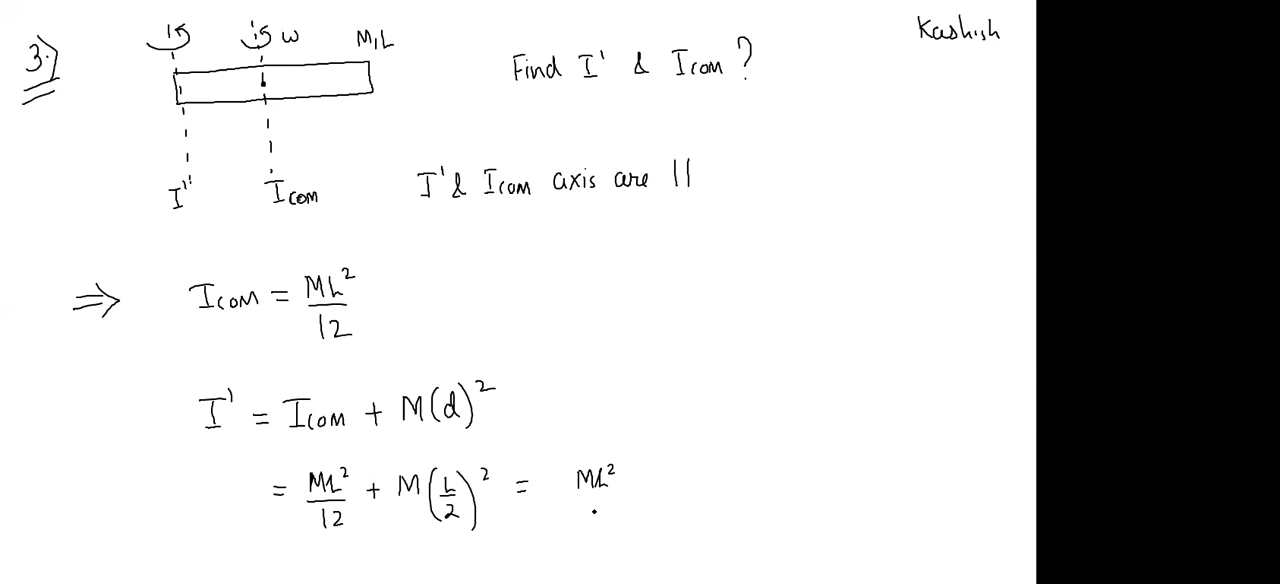 Kashish
3.)
ω M,L
Find I' & Icom ?
I' Icom
I' & Icom axis are ||
⇒ Icom = ML²/12
I' = Icom + M(d)²
= ML²/12 + M(L/2)² = ML²